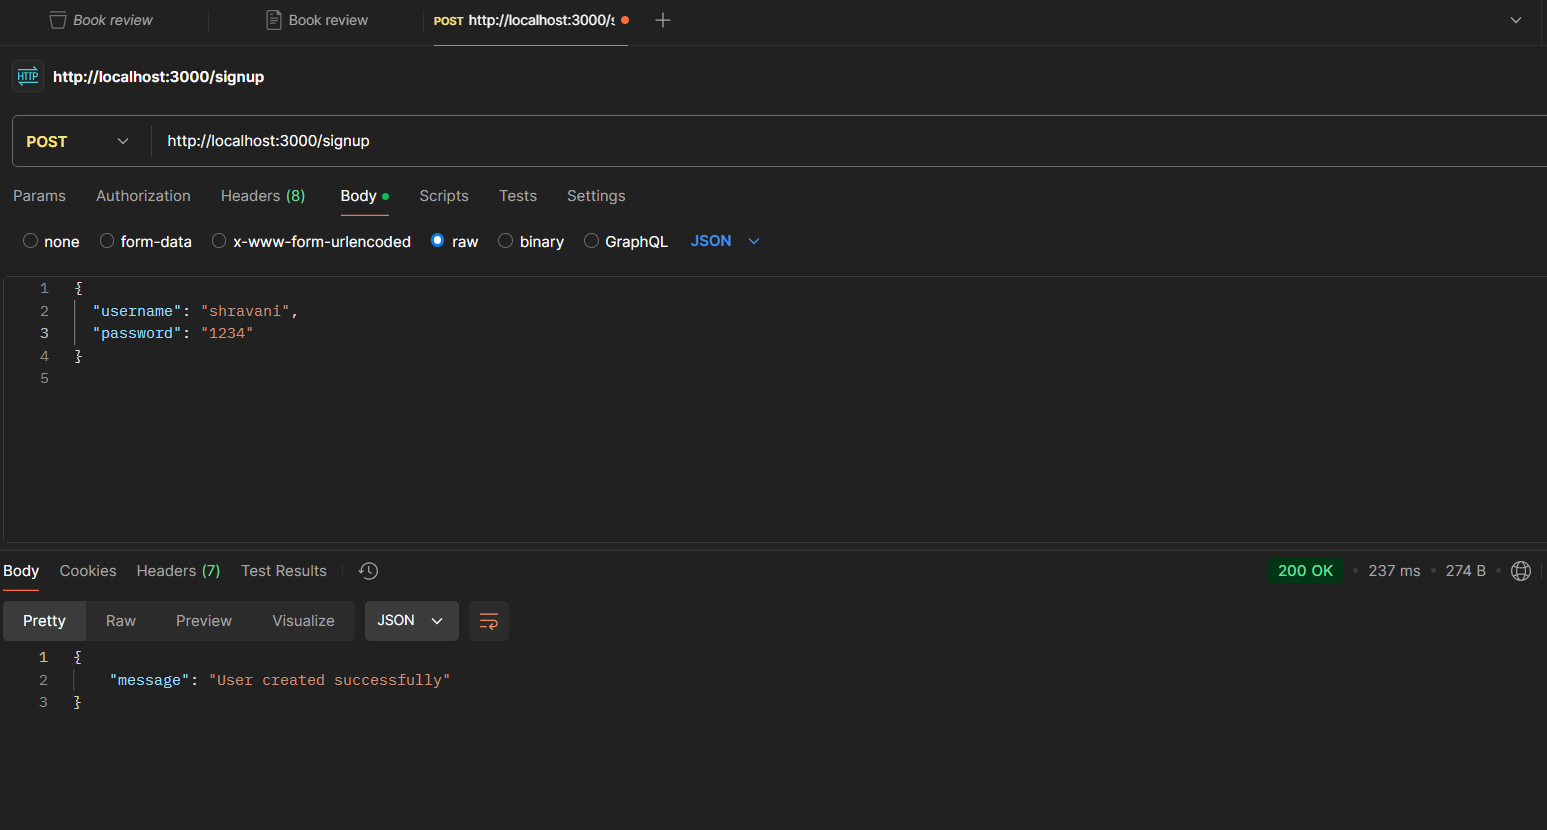 Book review Book review POST http://localhost:3000/s
HTTP http://localhost:3000/signup
POST http://localhost:3000/signup
Params Authorization Headers (8) Body Scripts Tests Settings
none form-data x-www-form-urlencoded raw binary GraphQL JSON
1 {
2 "username": "shravani",
3 "password": "1234"
4 }
5
Body Cookies Headers (7) Test Results 200 OK 237 ms 274 B
Pretty Raw Preview Visualize JSON
1 {
2 "message": "User created successfully"
3 }